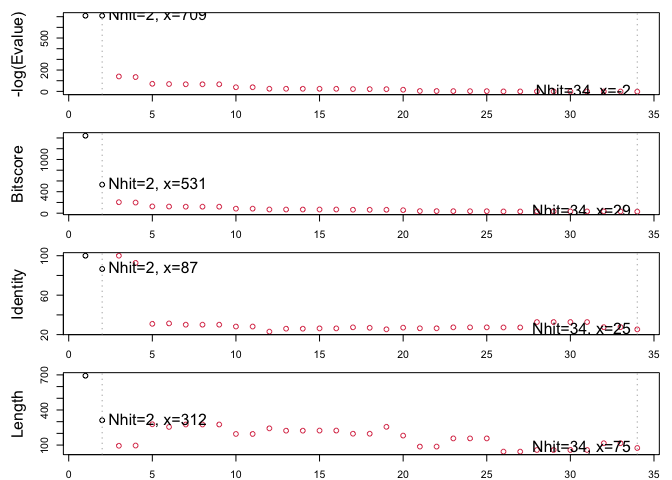 -log(Evalue)
0 200 500
Nhit=2, x=709
Nhit=34, x=-2
0 5 10 15 20 25 30 35
Bitscore
0 400 1000
Nhit=2, x=531
Nhit=34, x=29
0 5 10 15 20 25 30 35
Identity
20 60 100
Nhit=2, x=87
Nhit=34, x=25
0 5 10 15 20 25 30 35
Length
100 400 700
Nhit=2, x=312
Nhit=34, x=75
0 5 10 15 20 25 30 35